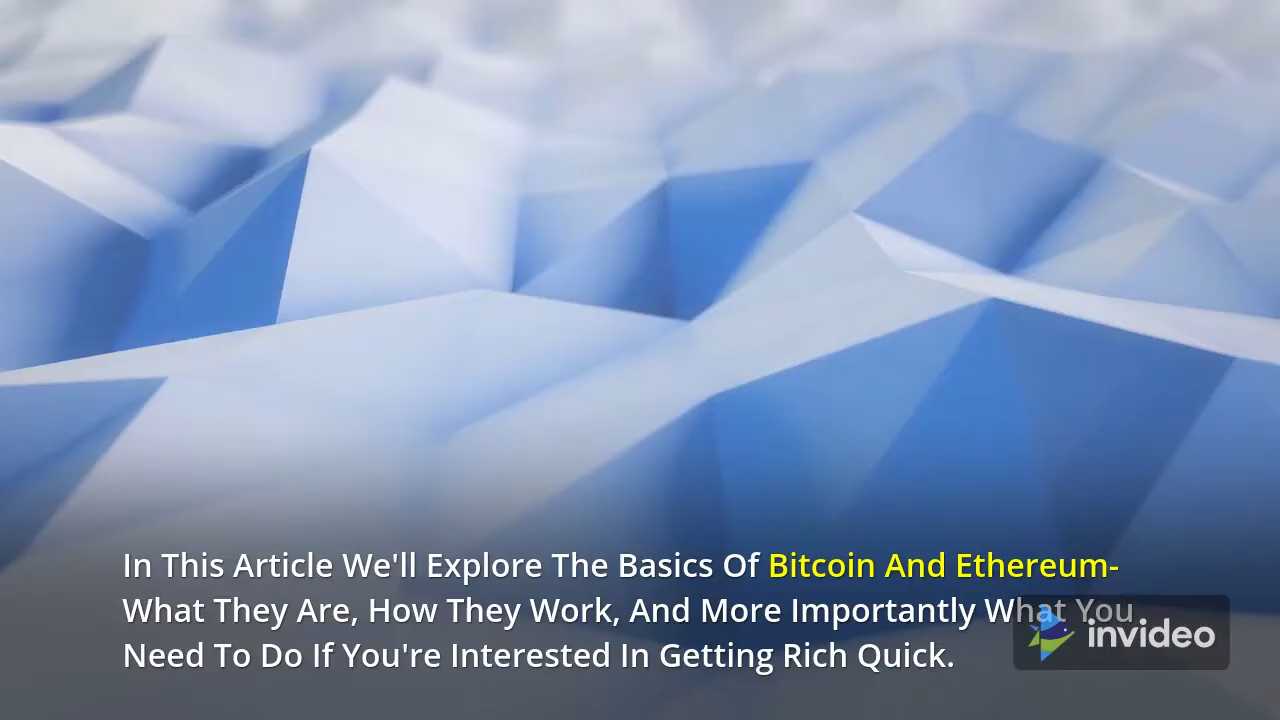 In This Article We'll Explore The Basics Of Bitcoin And Ethereum-
What They Are, How They Work, And More Importantly What You
Need To Do If You're Interested In Getting Rich Quick.
invideo